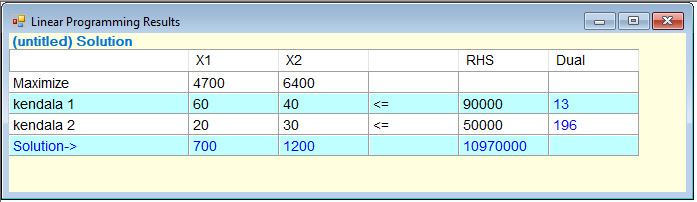 Linear Programming Results
(untitled) Solution
X1 X2 RHS Dual
Maximize 4700 6400
kendala 1 60 40 <= 90000 13
kendala 2 20 30 <= 50000 196
Solution-> 700 1200 10970000